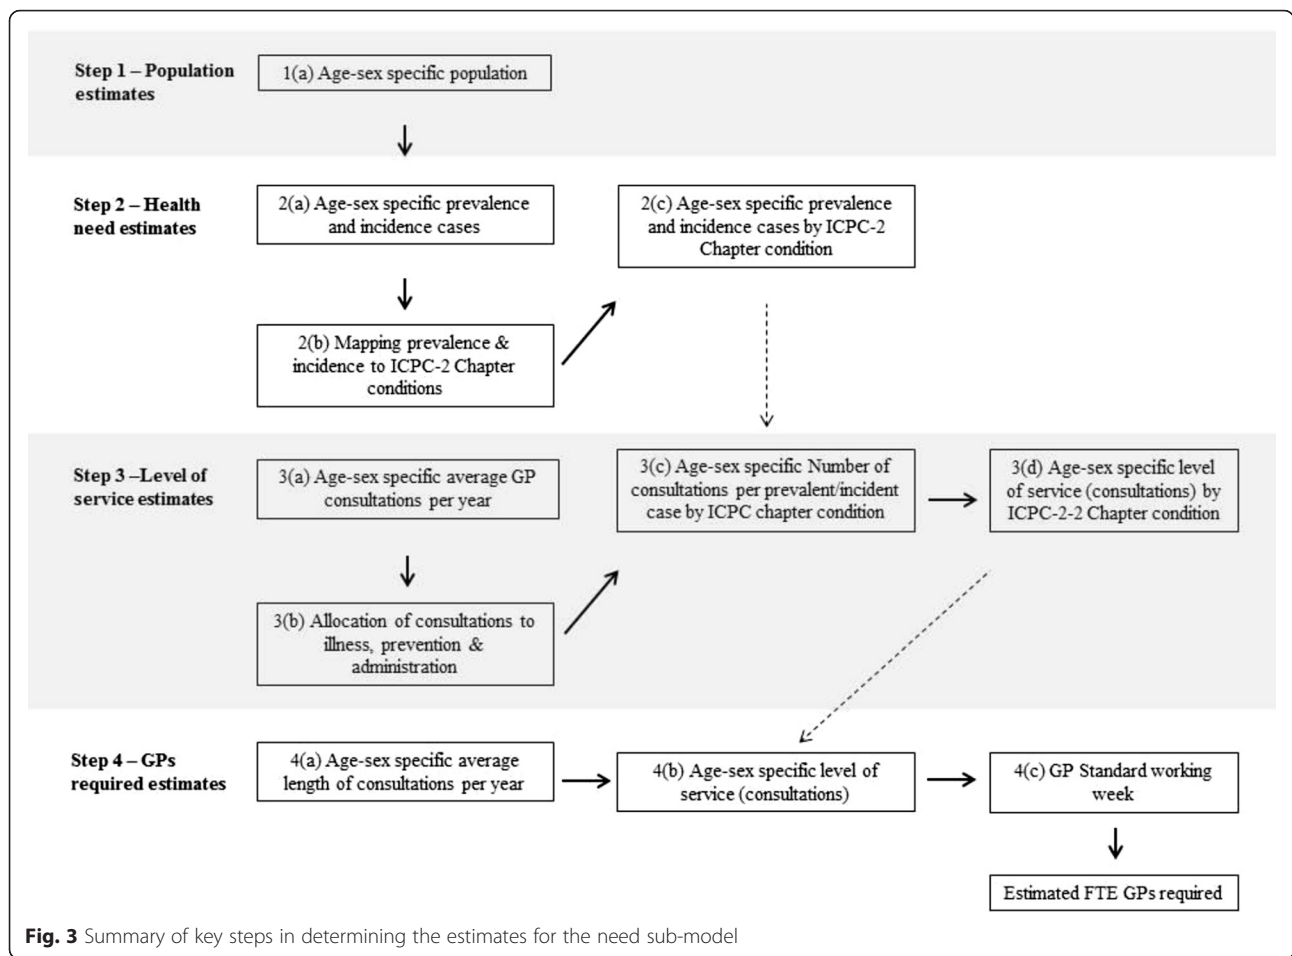 Step 1 – Population
estimates
1(a) Age-sex specific population
Step 2 – Health
need estimates
2(a) Age-sex specific prevalence
and incidence cases
2(c) Age-sex specific prevalence
and incidence cases by ICPC-2
Chapter condition
2(b) Mapping prevalence &
incidence to ICPC-2 Chapter
conditions
Step 3 –Level of
service estimates
3(a) Age-sex specific average GP
consultations per year
3(c) Age-sex specific Number of
consultations per prevalent/incident
case by ICPC chapter condition
3(d) Age-sex specific level
of service (consultations) by
ICPC-2-2 Chapter condition
3(b) Allocation of consultations to
illness, prevention &
administration
Step 4 – GPs
required estimates
4(a) Age-sex specific average
length of consultations per year
4(b) Age-sex specific level of
service (consultations)
4(c) GP Standard working
week
Estimated FTE GPs required
Fig. 3 Summary of key steps in determining the estimates for the need sub-model